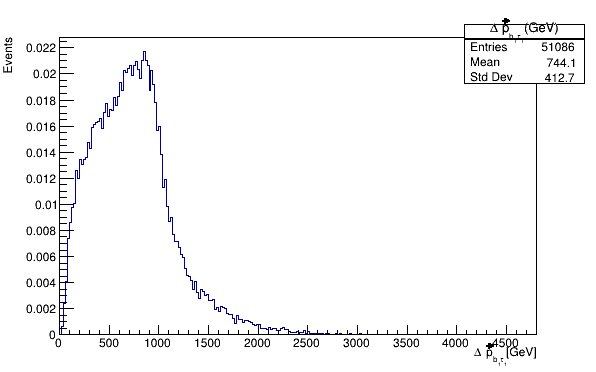 Δ p⃗_{b₁τ₁} (GeV)
Entries 51086
Mean 744.1
Std Dev 412.7
Events
0.022
0.02
0.018
0.016
0.014
0.012
0.01
0.008
0.006
0.004
0.002
0
0 500 1000 1500 2000 2500 3000 3500 4000 4500
Δ p⃗_{b₁τ₁} [GeV]